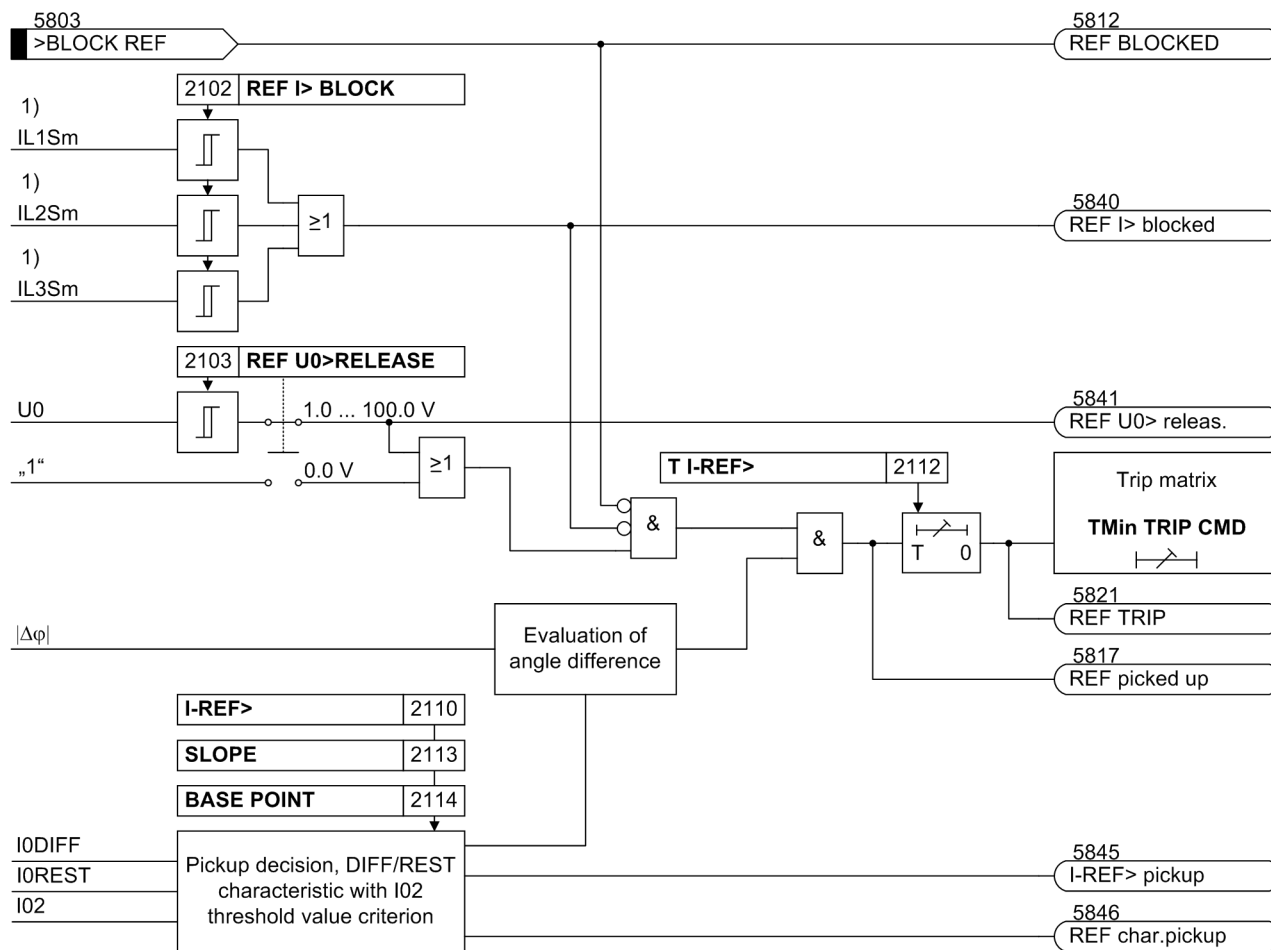 5803
>BLOCK REF
5812
REF BLOCKED
2102 REF I> BLOCK
1)
IL1Sm
1)
IL2Sm
≥1
5840
REF I> blocked
1)
IL3Sm
2103 REF U0>RELEASE
U0
1.0 ... 100.0 V
5841
REF U0> releas.
„1“
0.0 V
≥1
T I-REF> 2112
Trip matrix
TMin TRIP CMD
&
&
T 0
5821
REF TRIP
|Δφ|
Evaluation of
angle difference
5817
REF picked up
I-REF> 2110
SLOPE 2113
BASE POINT 2114
I0DIFF
I0REST
I02
Pickup decision, DIFF/REST
characteristic with I02
threshold value criterion
5845
I-REF> pickup
5846
REF char.pickup